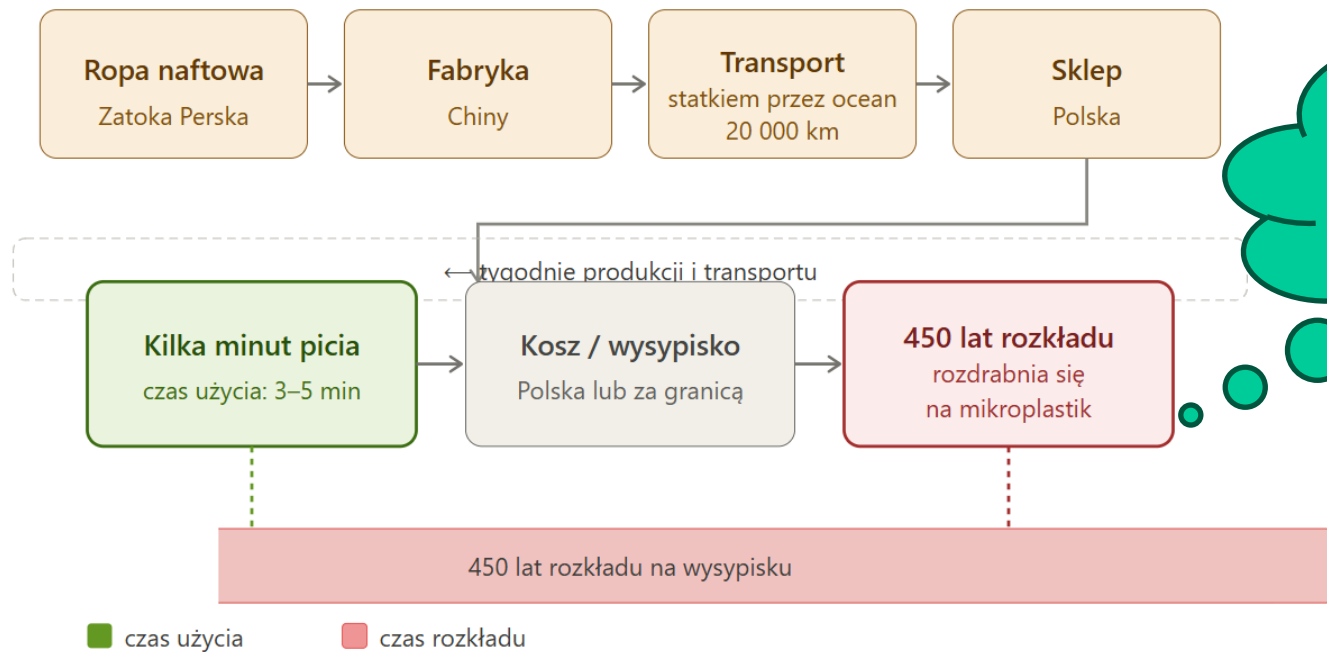 Ropa naftowa
Zatoka Perska
Fabryka
Chiny
Transport
statkiem przez ocean
20 000 km
Sklep
Polska
← tygodnie produkcji i transportu
Kilka minut picia
czas użycia: 3–5 min
Kosz / wysypisko
Polska lub za granicą
450 lat rozkładu
rozdrabnia się
na mikroplastik
450 lat rozkładu na wysypisku
czas użycia
czas rozkładu